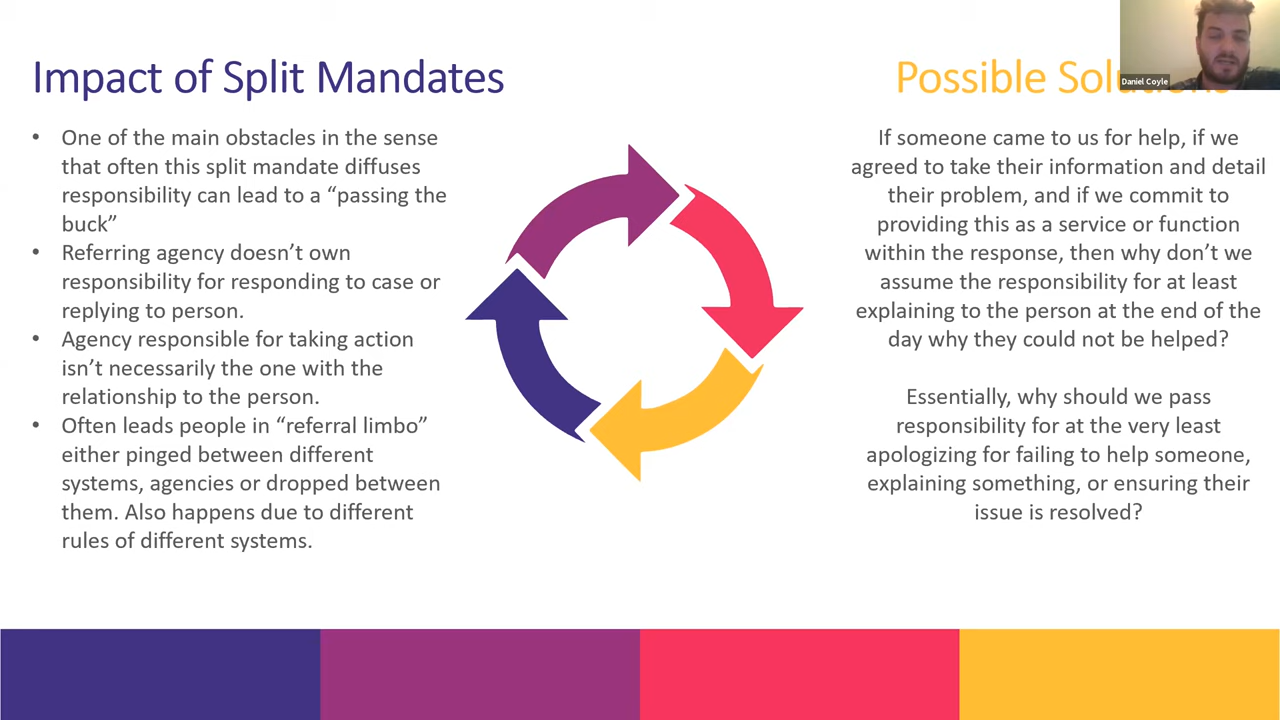 Impact of Split Mandates
• One of the main obstacles in the sense
that often this split mandate diffuses
responsibility can lead to a “passing the
buck”
• Referring agency doesn’t own
responsibility for responding to case or
replying to person.
• Agency responsible for taking action
isn’t necessarily the one with the
relationship to the person.
• Often leads people in “referral limbo”
either pinged between different
systems, agencies or dropped between
them. Also happens due to different
rules of different systems.
Possible
If someone came to us for help, if we
agreed to take their information and detail
their problem, and if we commit to
providing this as a service or function
within the response, then why don’t we
assume the responsibility for at least
explaining to the person at the end of the
day why they could not be helped?
Essentially, why should we pass
responsibility for at the very least
apologizing for failing to help someone,
explaining something, or ensuring their
issue is resolved?
Daniel Coyle